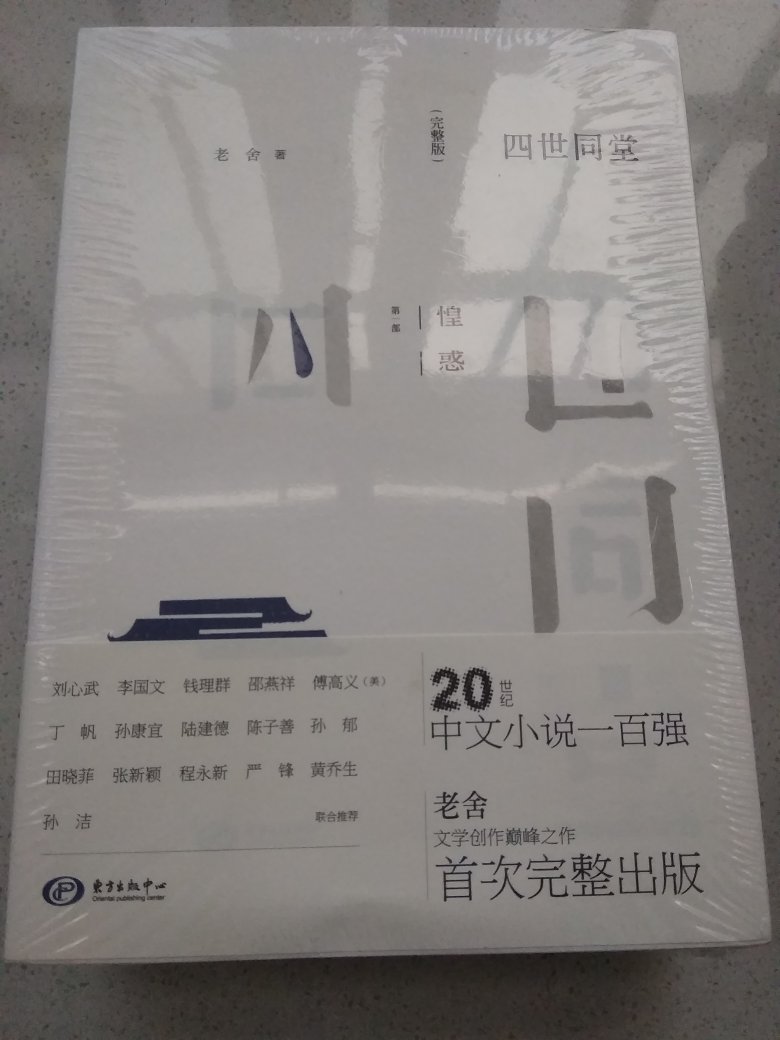 四世同堂
（完整版）
老舍 著
惶惑
第一部
四
世
同
刘心武 李国文 钱理群 邵燕祥 傅高义（美）
丁帆 孙康宜 陆建德 陈子善 孙郁
田晓菲 张新颖 程永新 严锋 黄乔生
孙洁 联合推荐
20世纪
中文小说一百强
老舍
文学创作巅峰之作
首次完整出版
东方出版中心
Oriental publishing center